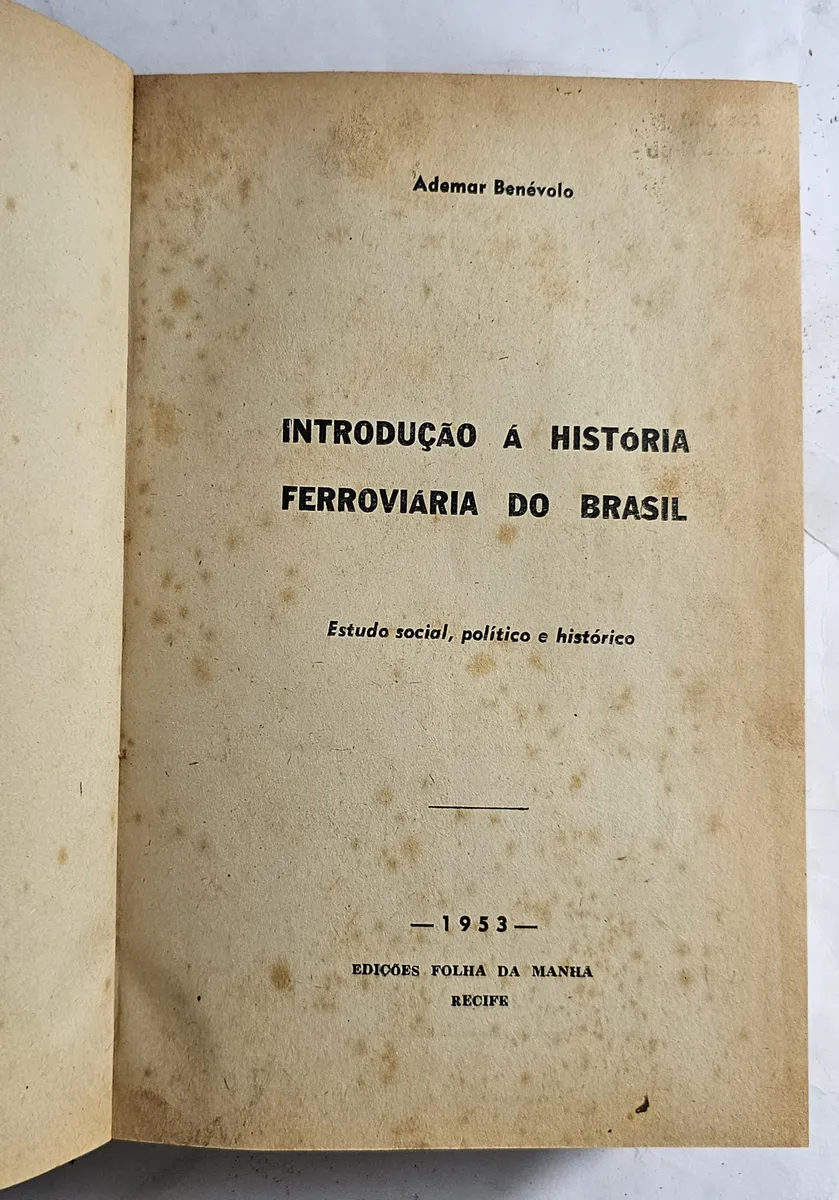 Ademar Benévolo
INTRODUÇÃO Á HISTÓRIA
FERROVIÁRIA DO BRASIL
Estudo social, político e histórico
—1953—
EDIÇÕES FOLHA DA MANHA
RECIFE